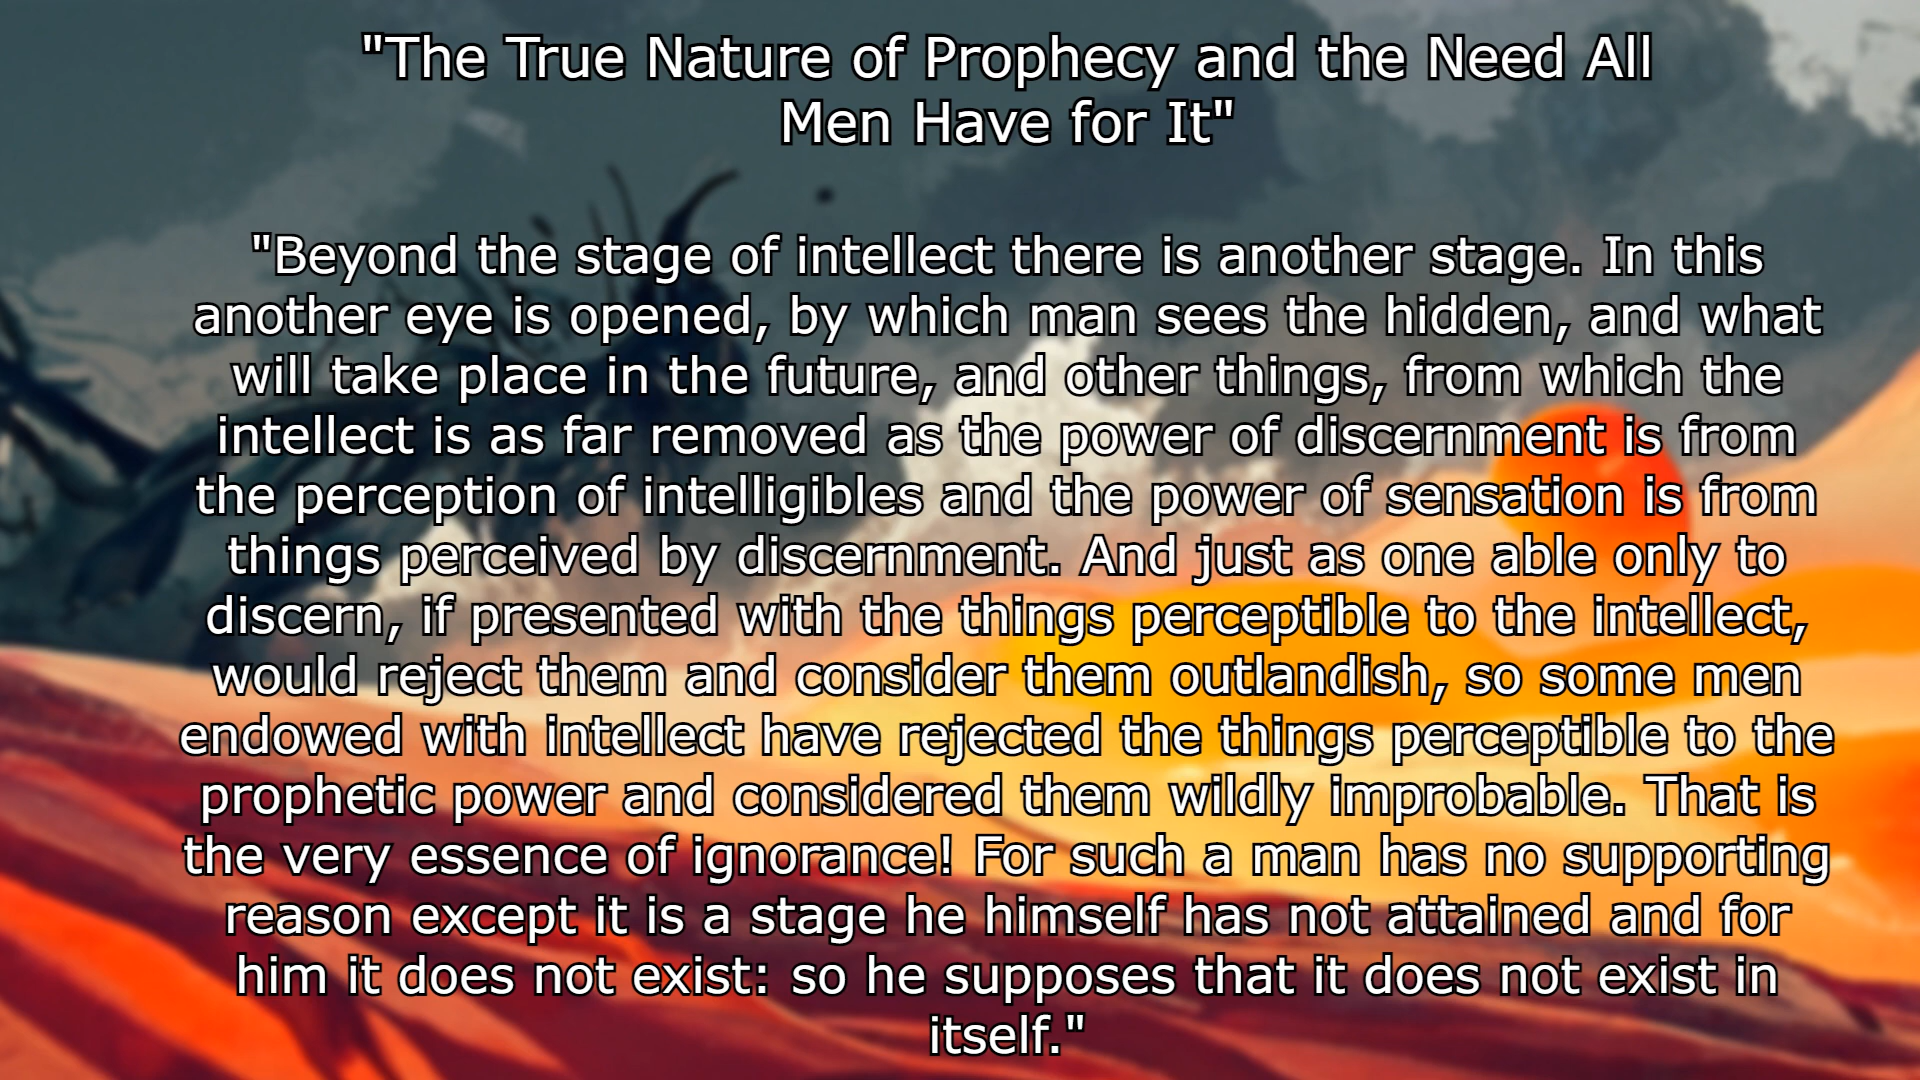 "The True Nature of Prophecy and the Need All
Men Have for It"
"Beyond the stage of intellect there is another stage. In this
another eye is opened, by which man sees the hidden, and what
will take place in the future, and other things, from which the
intellect is as far removed as the power of discernment is from
the perception of intelligibles and the power of sensation is from
things perceived by discernment. And just as one able only to
discern, if presented with the things perceptible to the intellect,
would reject them and consider them outlandish, so some men
endowed with intellect have rejected the things perceptible to the
prophetic power and considered them wildly improbable. That is
the very essence of ignorance! For such a man has no supporting
reason except it is a stage he himself has not attained and for
him it does not exist: so he supposes that it does not exist in
itself."